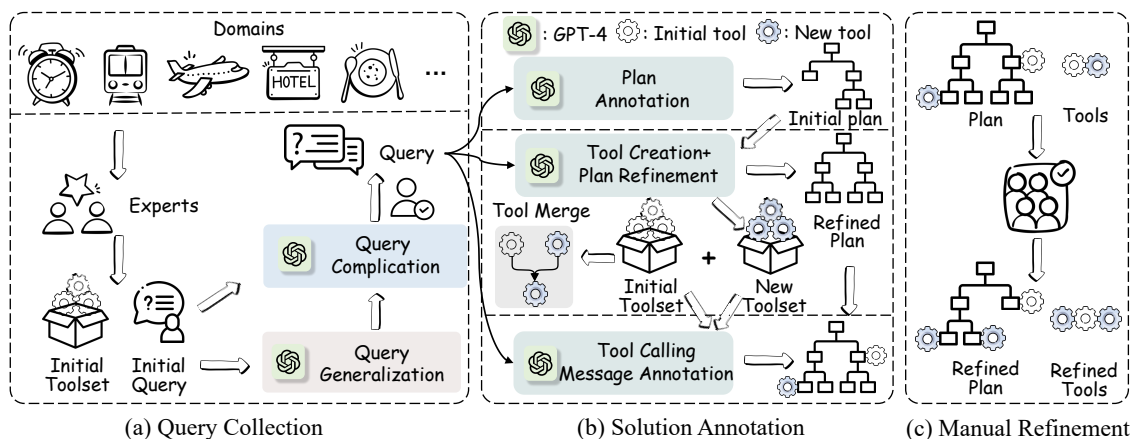 Domains
HOTEL
...
Experts
Initial
Toolset
Initial
Query
Query
Query
Complication
Query
Generalization
(a) Query Collection
: GPT-4
: Initial tool
: New tool
Plan
Annotation
Initial plan
Tool Creation+
Plan Refinement
Refined
Plan
Tool Merge
+
Initial
Toolset
New
Toolset
Tool Calling
Message Annotation
(b) Solution Annotation
Plan
Tools
Refined
Plan
Refined
Tools
(c) Manual Refinement